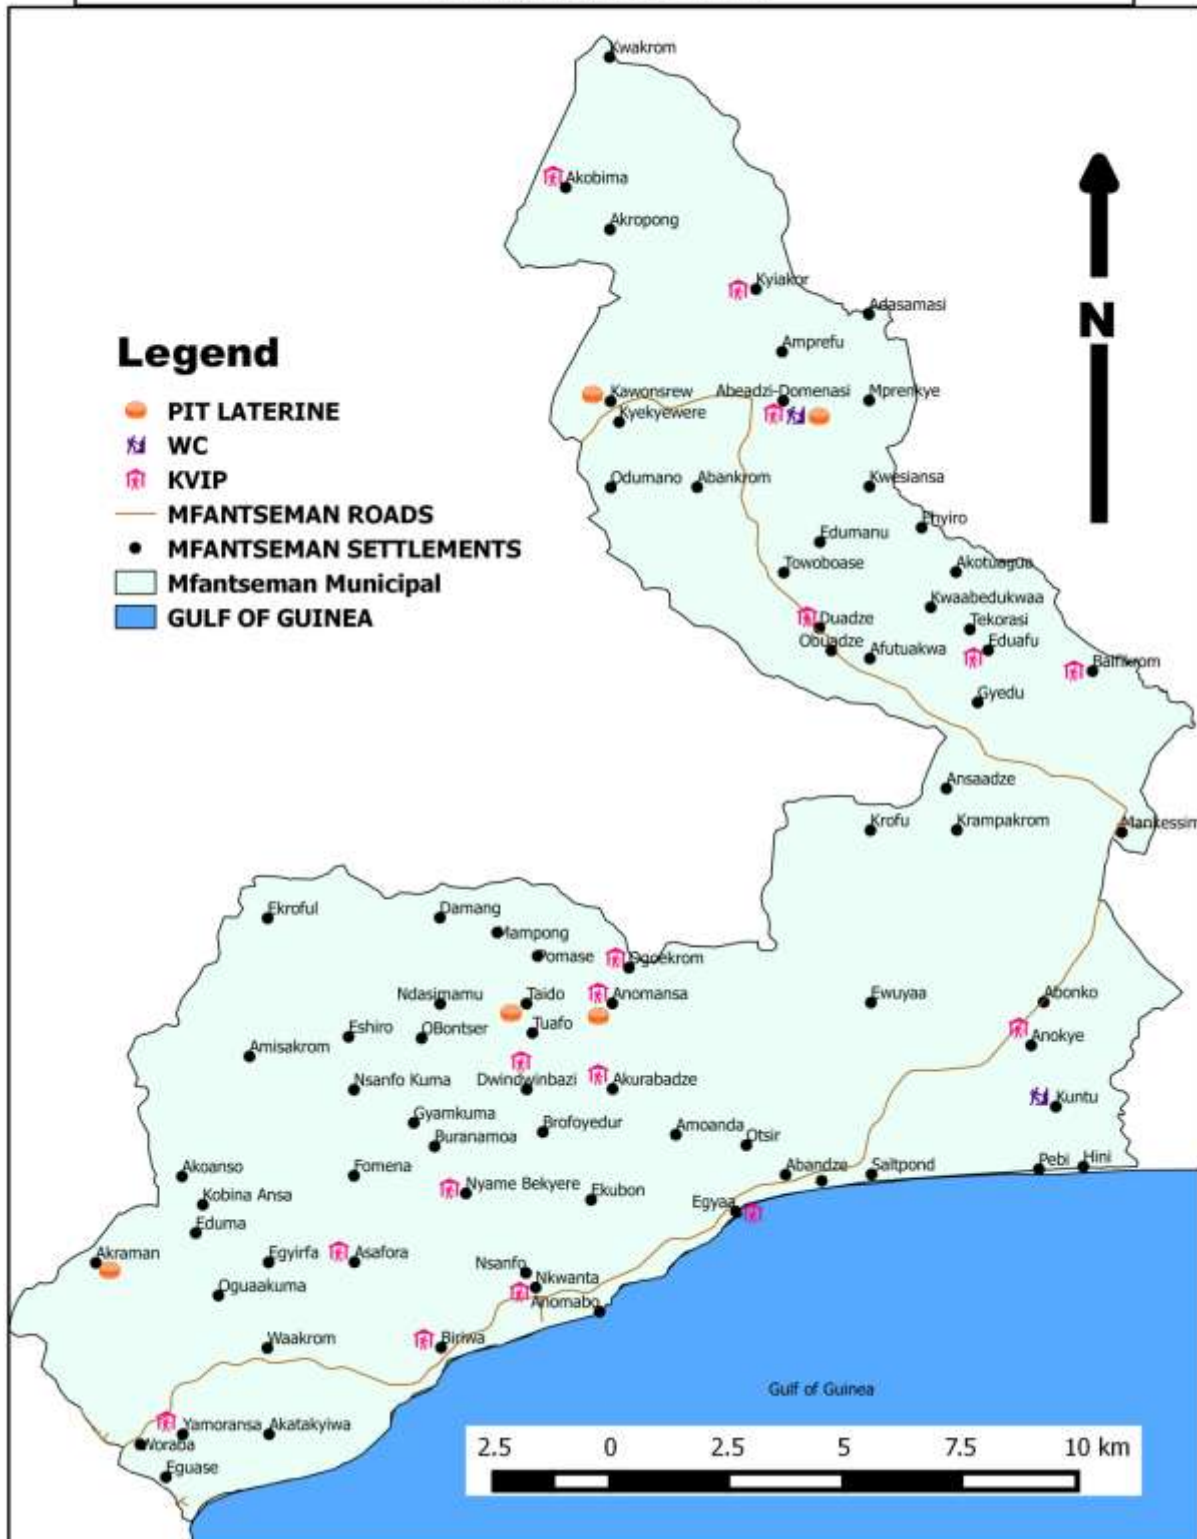 Kwakrom
Akobima
Akropong
Kyiakor
Adasamasi
N
Legend
Amprefu
PIT LATERINE
Kawonsrew
Abeadzi-Domenasi
Mprenkye
Kyekyewere
WC
KVIP
Odumano
Abankrom
Kwesiansa
MFANTSEMAN ROADS
Ehyiro
MFANTSEMAN SETTLEMENTS
Edumanu
Towoboase
Akotuagua
Mfantseman Municipal
Kwaabedukwaa
GULF OF GUINEA
Duadze
Tekorasi
Obuadze
Afutuakwa
Eduafu
Baifikrom
Gyedu
Ansaadze
Krofu
Krampakrom
Mankessim
Ekroful
Damang
Mampong
Pomase
Ogoekrom
Ndasimamu
Taido
Anomansa
Ewuyaa
Abonko
Eshiro
OBontser
Tuafo
Anokye
Amisakrom
Nsanfo Kuma
Dwindwinbazi
Akurabadze
Kuntu
Gyamkuma
Buranamoa
Brofoyedur
Amoanda
Otsir
Akoanso
Fomena
Abandze
Saltpond
Pebi
Hini
Kobina Ansa
Nyame Bekyere
Ekubon
Egyaa
Eduma
Akraman
Egyirfa
Asafora
Nsanfo
Oguaakuma
Nkwanta
Anomabo
Waakrom
Biriwa
Gulf of Guinea
Yamoransa
Akatakyiwa
Woraba
Eguase
2.5 0 2.5 5 7.5 10 km